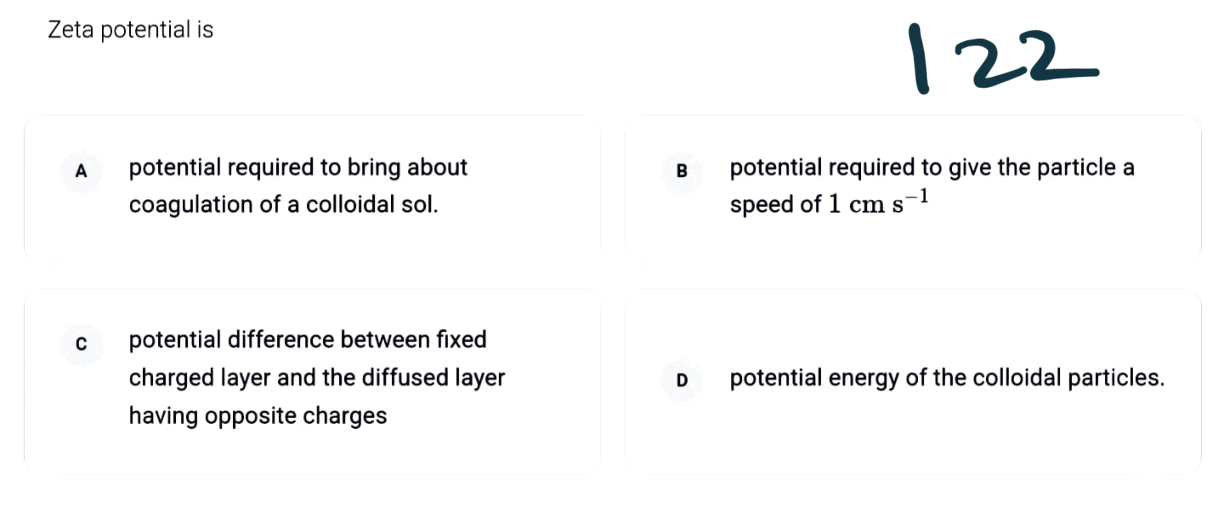 Zeta potential is
122
A potential required to bring about
coagulation of a colloidal sol.
B potential required to give the particle a
speed of 1 cm s⁻¹
C potential difference between fixed
charged layer and the diffused layer
having opposite charges
D potential energy of the colloidal particles.